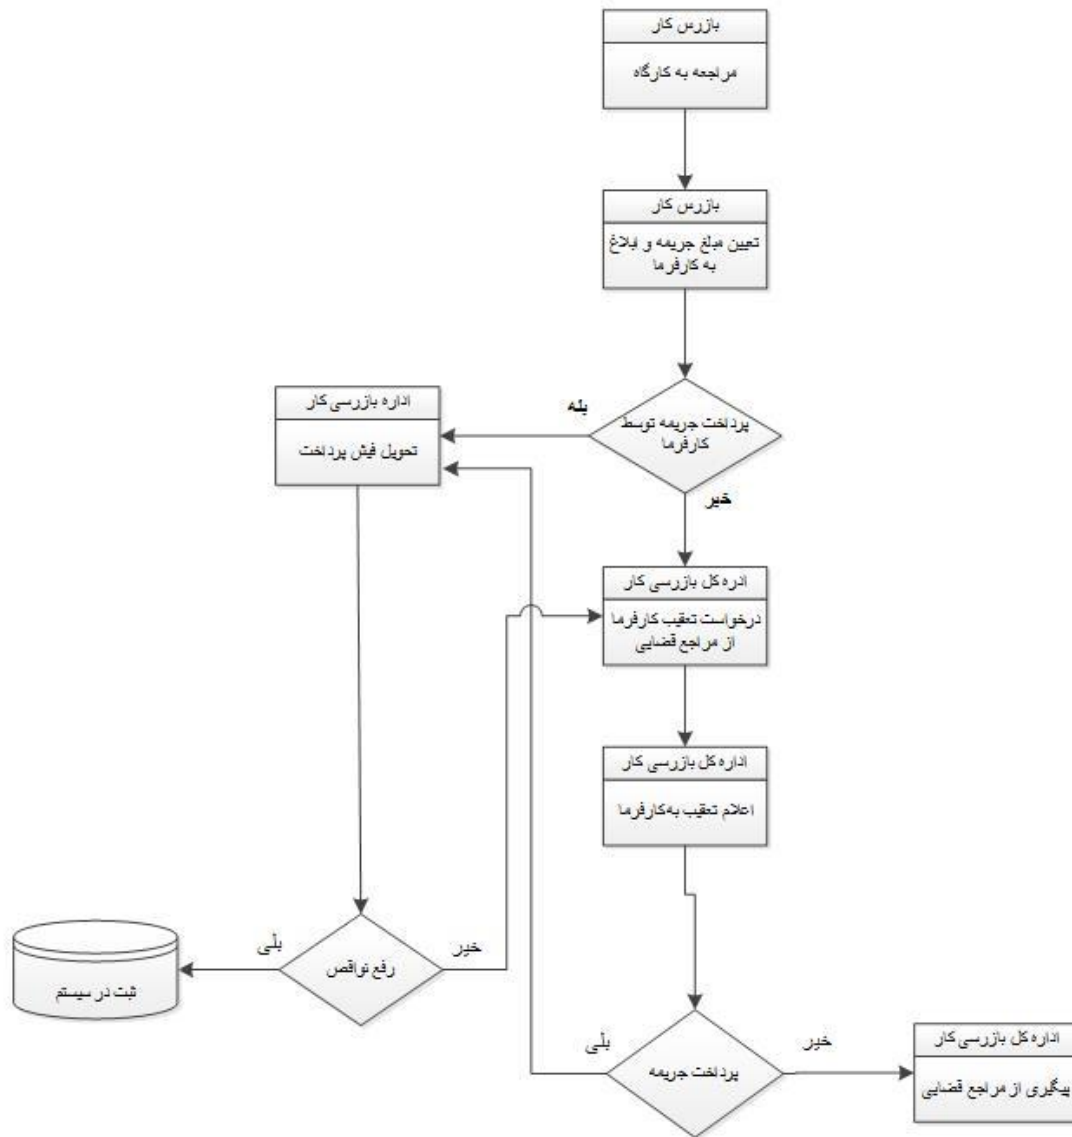 بازرس کار
مراجعه به کارگاه
بازرس کار
تعیین مبلغ جریمه و ابلاغ
به کارفرما
پرداخت جریمه توسط
کارفرما
بله
خیر
اداره بازرسی کار
تحویل فیش پرداخت
ادره کل بازرسی کار
درخواست تعقیب کارفرما
از مراجع قضایی
اداره کل بازرسی کار
اعلام تعقیب به کارفرما
رفع نواقص
خیر
بلی
ثبت در سیستم
پرداخت جریمه
بلی
خیر
اداره کل بازرسی کار
پیگیری از مراجع قضایی